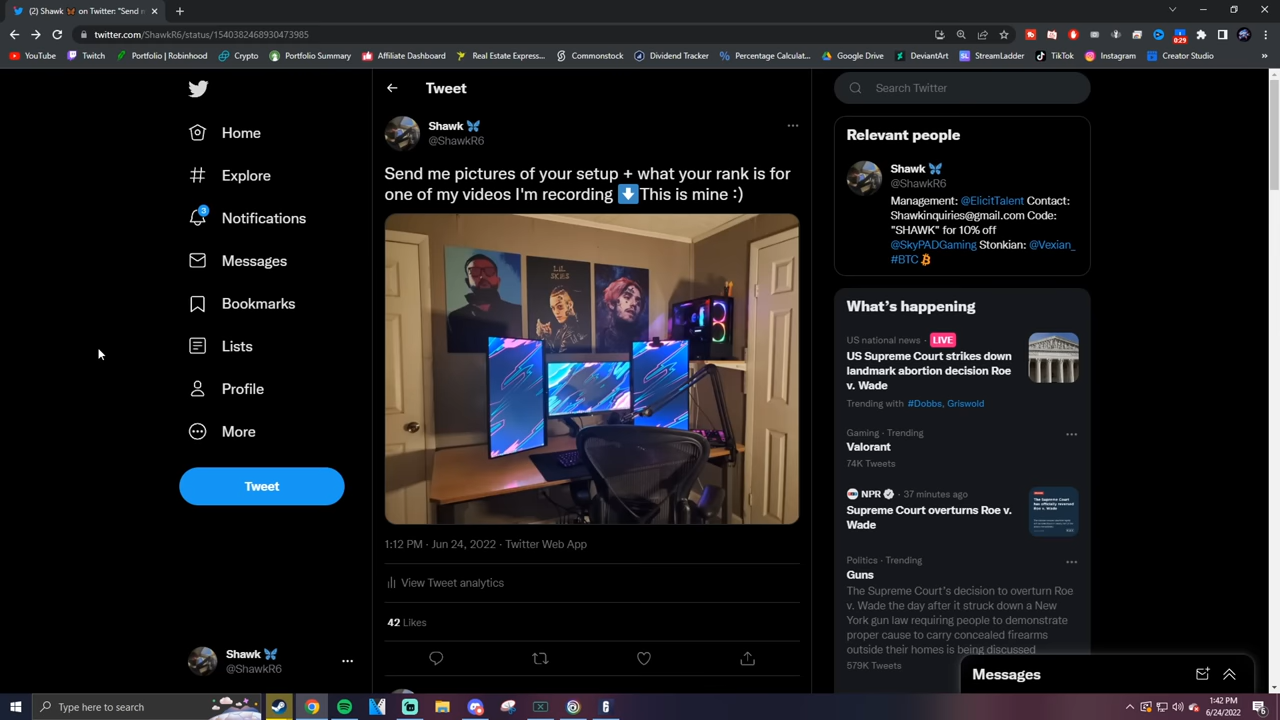 (2) Shawk 🦋 on Twitter: "Send r
twitter.com/ShawkR6/status/1540382468930473985
0:29
YouTube
Twitch
Portfolio | Robinhood
Crypto
Portfolio Summary
Affiliate Dashboard
Real Estate Express...
Commonstock
Dividend Tracker
Percentage Calculat...
Google Drive
DeviantArt
StreamLadder
TikTok
Instagram
Creator Studio
»
Home
Explore
3
Notifications
Messages
Bookmarks
Lists
Profile
More
Tweet
Shawk 🦋
@ShawkR6
Tweet
Shawk 🦋
@ShawkR6
Send me pictures of your setup + what your rank is for
one of my videos I'm recording ⬇️This is mine :)
LIL
SKIES
1:12 PM · Jun 24, 2022 · Twitter Web App
View Tweet analytics
42 Likes
Search Twitter
Relevant people
Shawk 🦋
@ShawkR6
Management: @ElicitTalent Contact:
Shawkinquiries@gmail.com Code:
"SHAWK" for 10% off
@SkyPADGaming Stonkian: @Vexian_
#BTC
What's happening
US national news · LIVE
US Supreme Court strikes down
landmark abortion decision Roe
v. Wade
Trending with #Dobbs, Griswold
Gaming · Trending
Valorant
74K Tweets
NPR · 37 minutes ago
Supreme Court overturns Roe v.
Wade
Politics · Trending
Guns
The Supreme Court's decision to overturn Roe
v. Wade the day after it struck down a New
York gun law requiring people to demonstrate
proper cause to carry concealed firearms
outside their homes is being discussed
579K Tweets
Messages
Type here to search
1:42 PM
6/24/2022